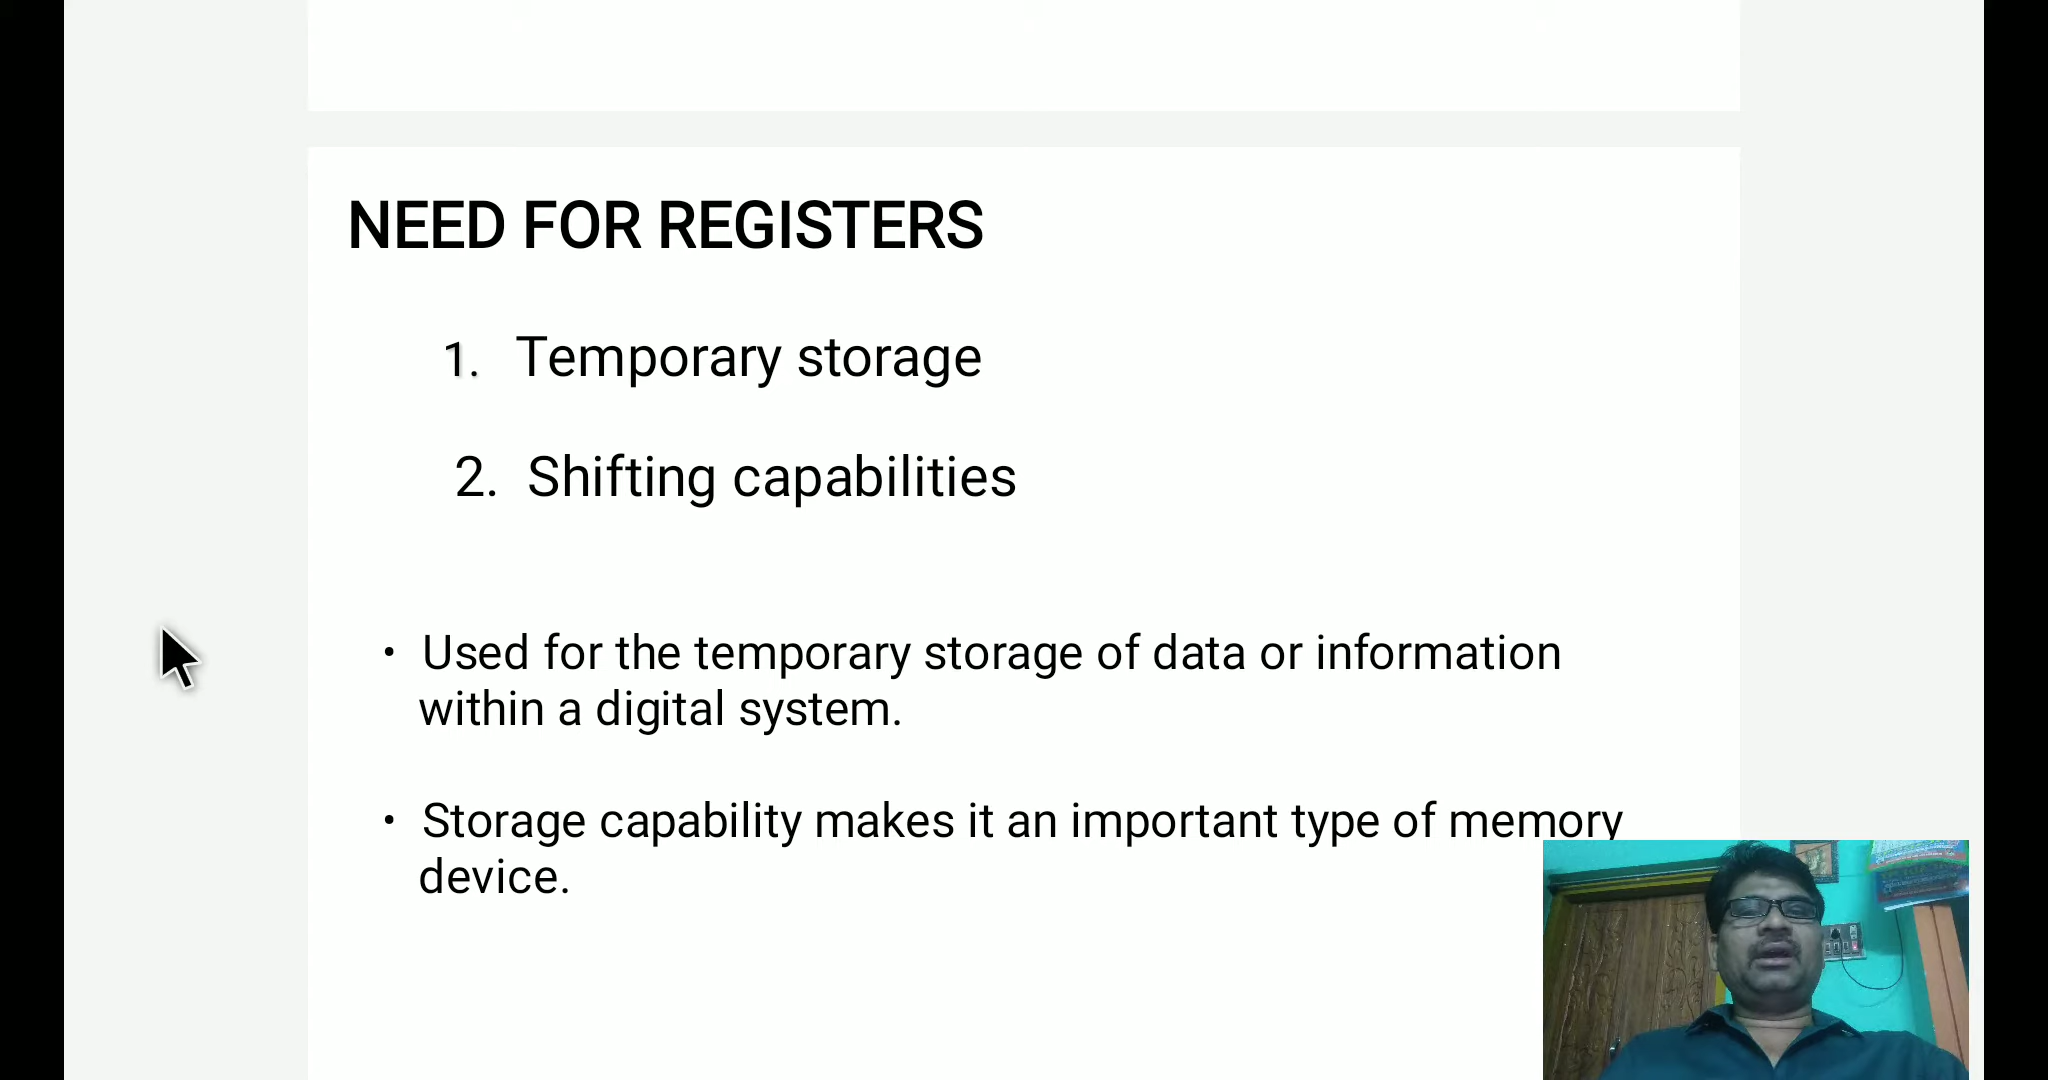 NEED FOR REGISTERS
1. Temporary storage
2. Shifting capabilities
• Used for the temporary storage of data or information
within a digital system.
• Storage capability makes it an important type of memory
device.